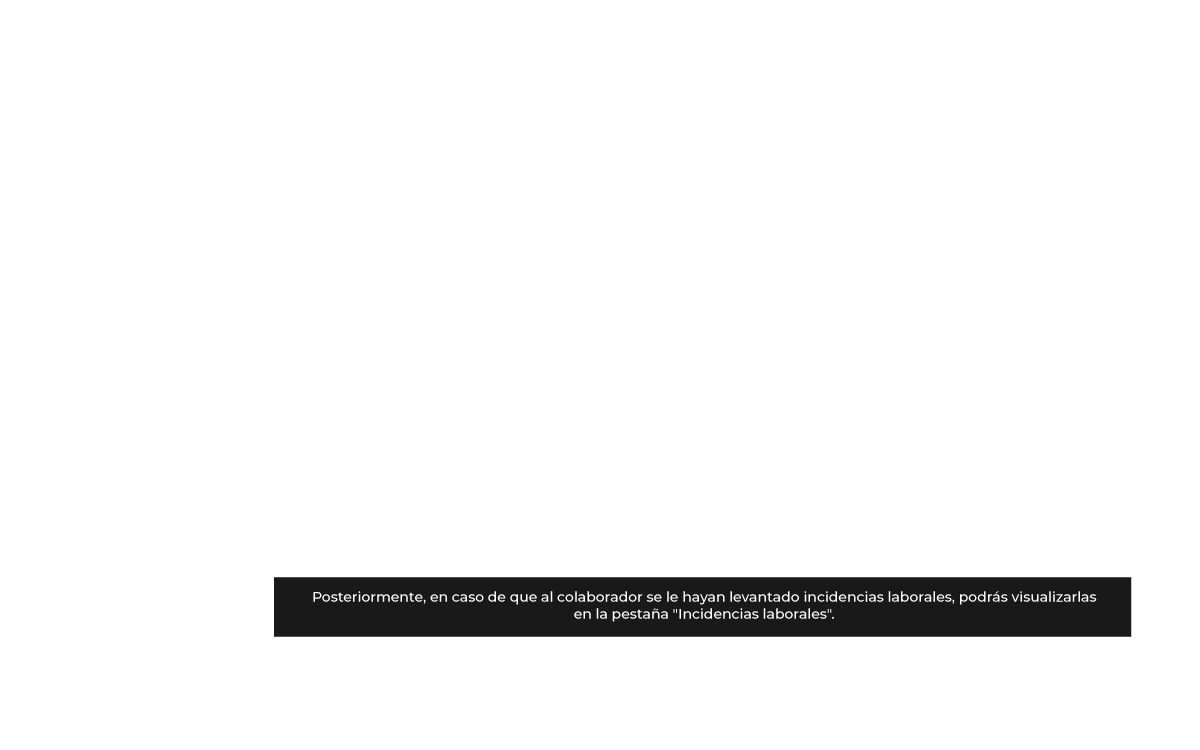 Posteriormente, en caso de que al colaborador se le hayan levantado incidencias laborales, podrás visualizarlas
en la pestaña "Incidencias laborales".